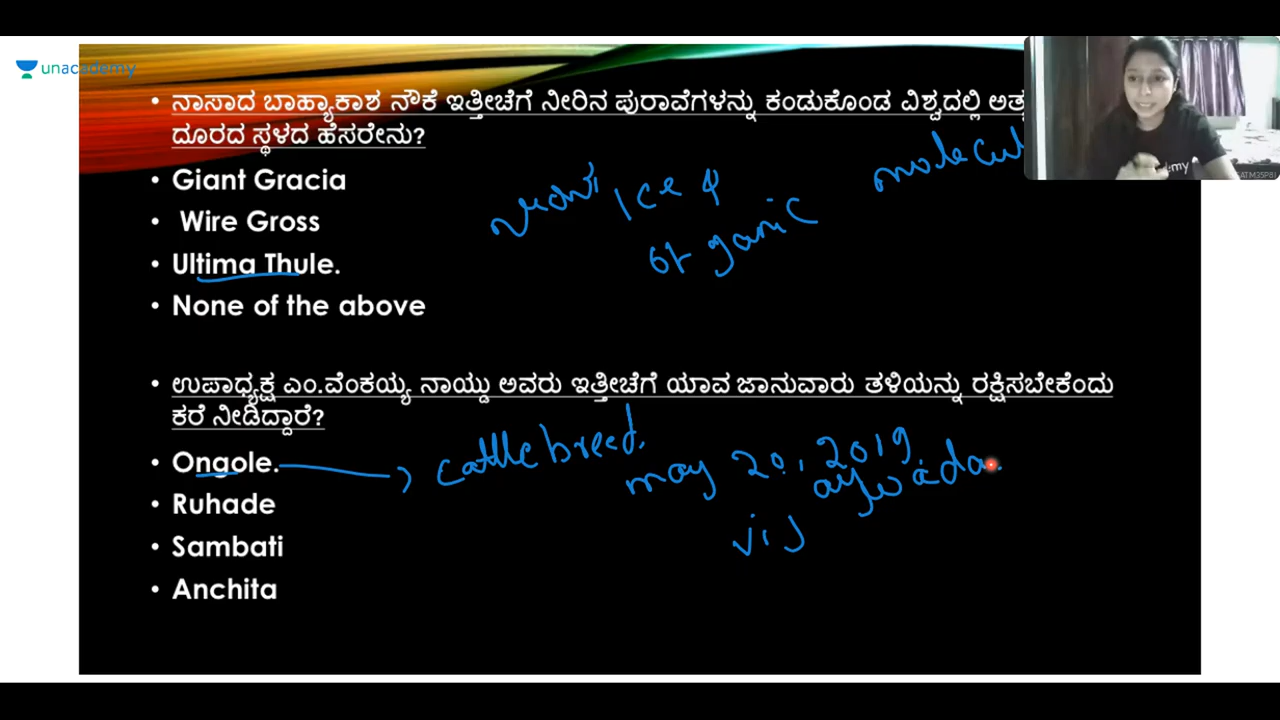 unacademy
• ನಾಸಾದ ಬಾಹ್ಯಾಕಾಶ ನೌಕೆ ಇತ್ತೀಚೆಗೆ ನೀರಿನ ಪುರಾವೆಗಳನ್ನು ಕಂಡುಕೊಂಡ ವಿಶ್ವದಲ್ಲಿ
ದೂರದ ಸ್ಥಳದ ಹೆಸರೇನು?
• Giant Gracia
• Wire Gross
• Ultima Thule.
• None of the above
ice &
organic
• ಉಪಾಧ್ಯಕ್ಷ ಎಂ.ವೆಂಕಯ್ಯ ನಾಯ್ಡು ಅವರು ಇತ್ತೀಚೆಗೆ ಯಾವ ಜಾನುವಾರು ತಳಿಯನ್ನು ರಕ್ಷಿಸಬೇಕೆಂದು
ಕರೆ ನೀಡಿದ್ದಾರೆ?
• Ongole.
cattle breed.
may 20, 2019.
vij
aywada
• Ruhade
• Sambati
• Anchita